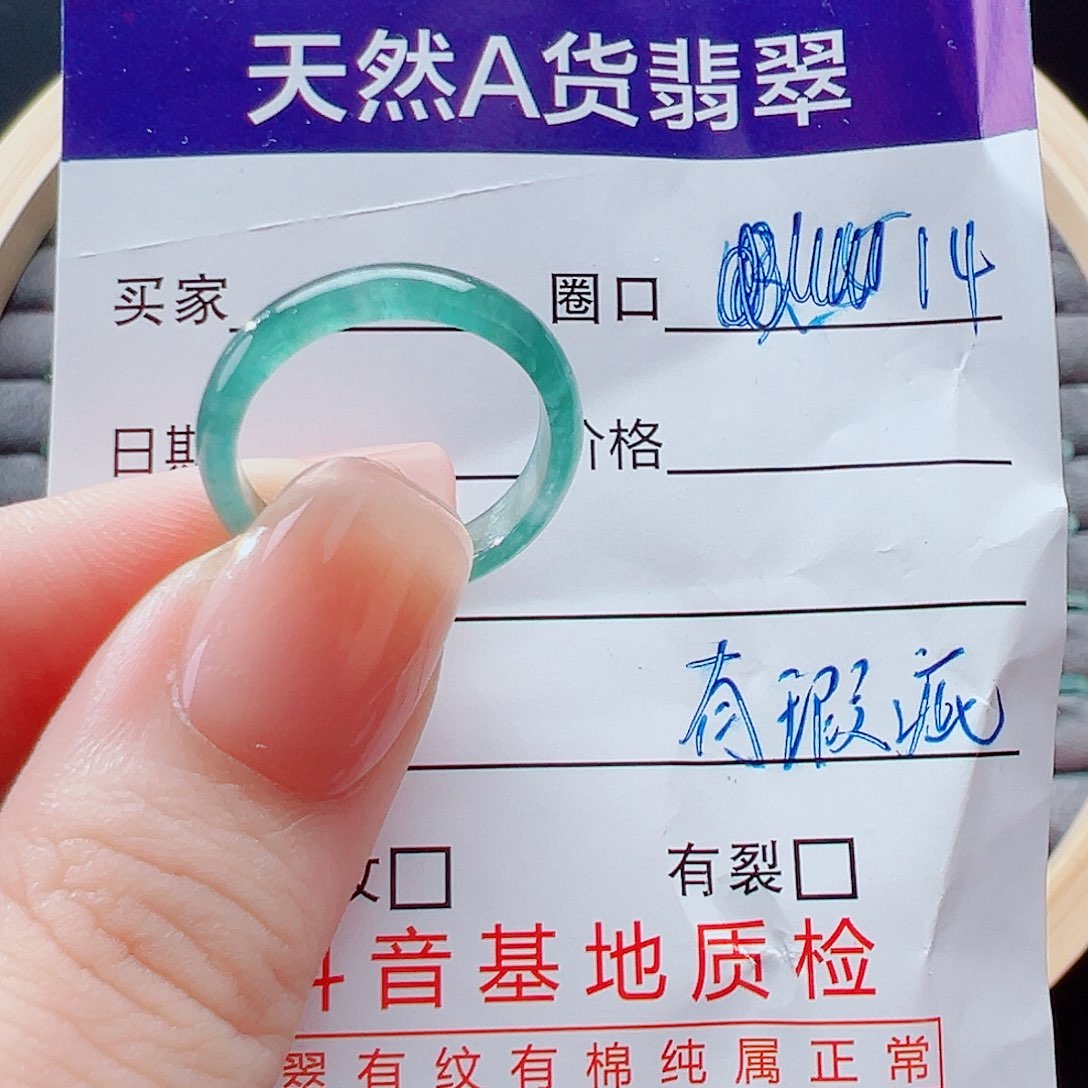 天然A货翡翠
买家 圈口 14
日期 价格
有瑕疵
有裂
音基地质检
翠有纹有棉纯属正常